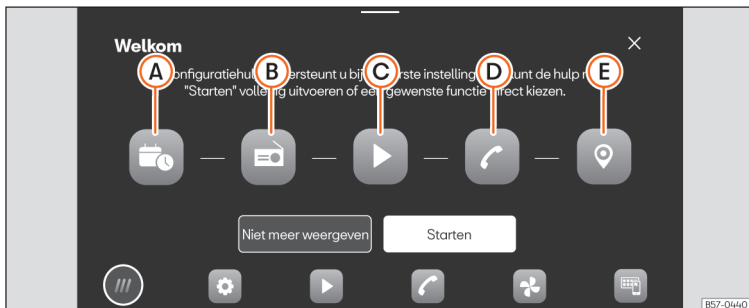 Welkom
A B C D E
onfiguratiehul ersteunt u bij rste instelling unt de hulp
"Starten" volledig uitvoeren of een gewenste functie direct kiezen.
Niet meer weergeven
Starten
B57-0440